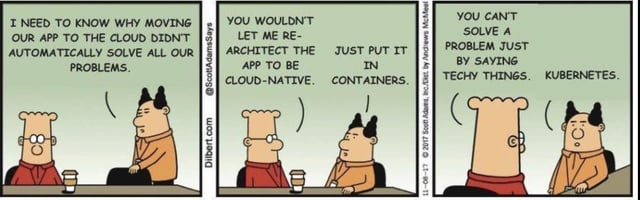 I NEED TO KNOW WHY MOVING
OUR APP TO THE CLOUD DIDN'T
AUTOMATICALLY SOLVE ALL OUR
PROBLEMS.
Dilbert.com @ScottAdamsSays
YOU WOULDN'T
LET ME RE-
ARCHITECT THE
APP TO BE
CLOUD-NATIVE.
JUST PUT IT
IN
CONTAINERS.
11-08-17 © 2017 Scott Adams, Inc./Dist. by Andrews McMeel
YOU CAN'T
SOLVE A
PROBLEM JUST
BY SAYING
TECHY THINGS.
KUBERNETES.